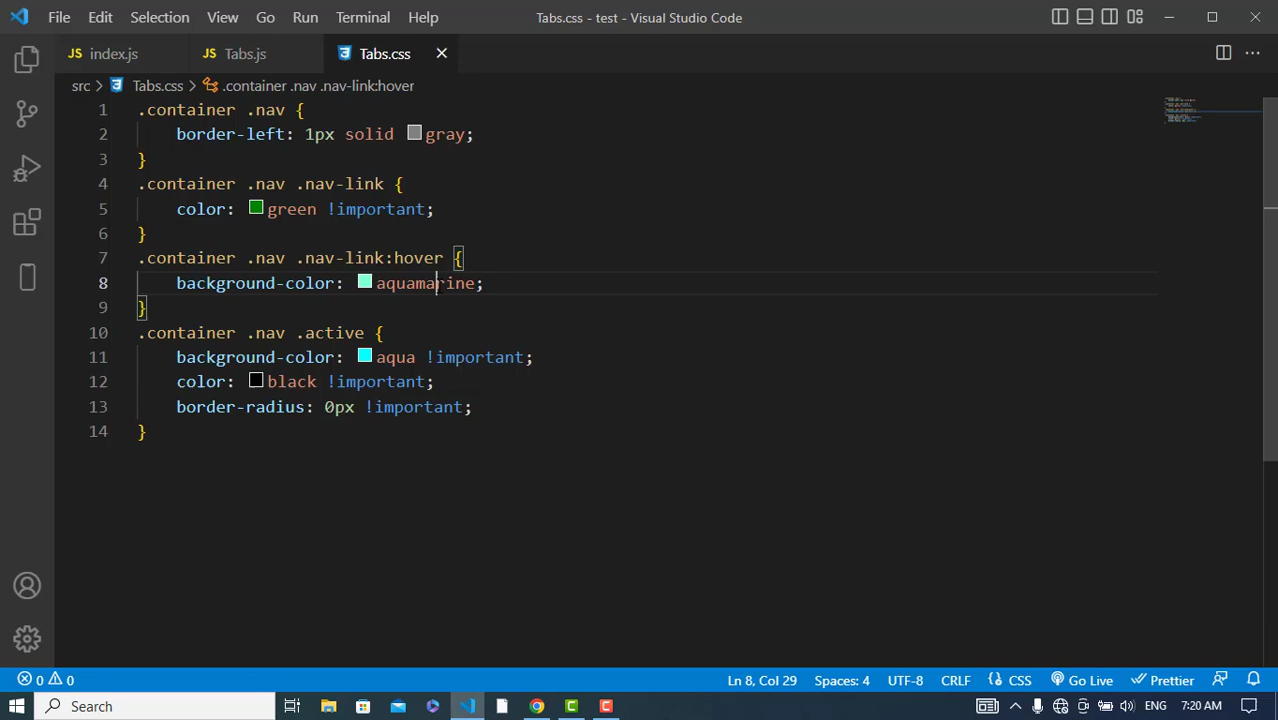 File Edit Selection View Go Run Terminal Help Tabs.css - test - Visual Studio Code
JS index.js JS Tabs.js Tabs.css
src > Tabs.css > .container .nav .nav-link:hover
1 .container .nav {
2 border-left: 1px solid gray;
3 }
4 .container .nav .nav-link {
5 color: green !important;
6 }
7 .container .nav .nav-link:hover {
8 background-color: aquamarine;
9 }
10 .container .nav .active {
11 background-color: aqua !important;
12 color: black !important;
13 border-radius: 0px !important;
14 }
0 0 Ln 8, Col 29 Spaces: 4 UTF-8 CRLF CSS Go Live Prettier
Search ENG 7:20 AM